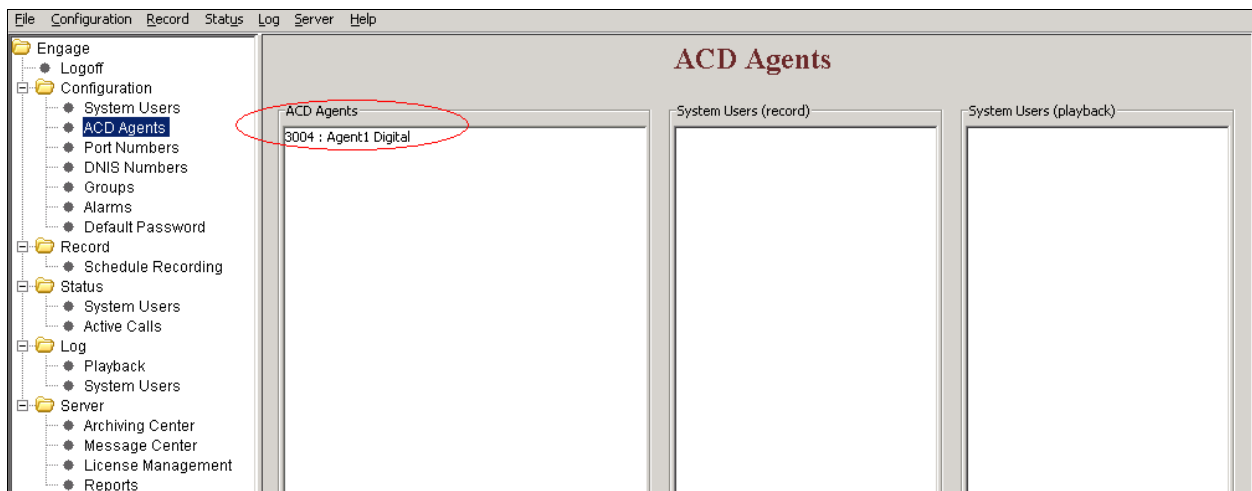 File Configuration Record Status Log Server Help
Engage
Logoff
Configuration
System Users
ACD Agents
Port Numbers
DNIS Numbers
Groups
Alarms
Default Password
Record
Schedule Recording
Status
System Users
Active Calls
Log
Playback
System Users
Server
Archiving Center
Message Center
License Management
Reports
ACD Agents
ACD Agents
3004 : Agent1 Digital
System Users (record)
System Users (playback)